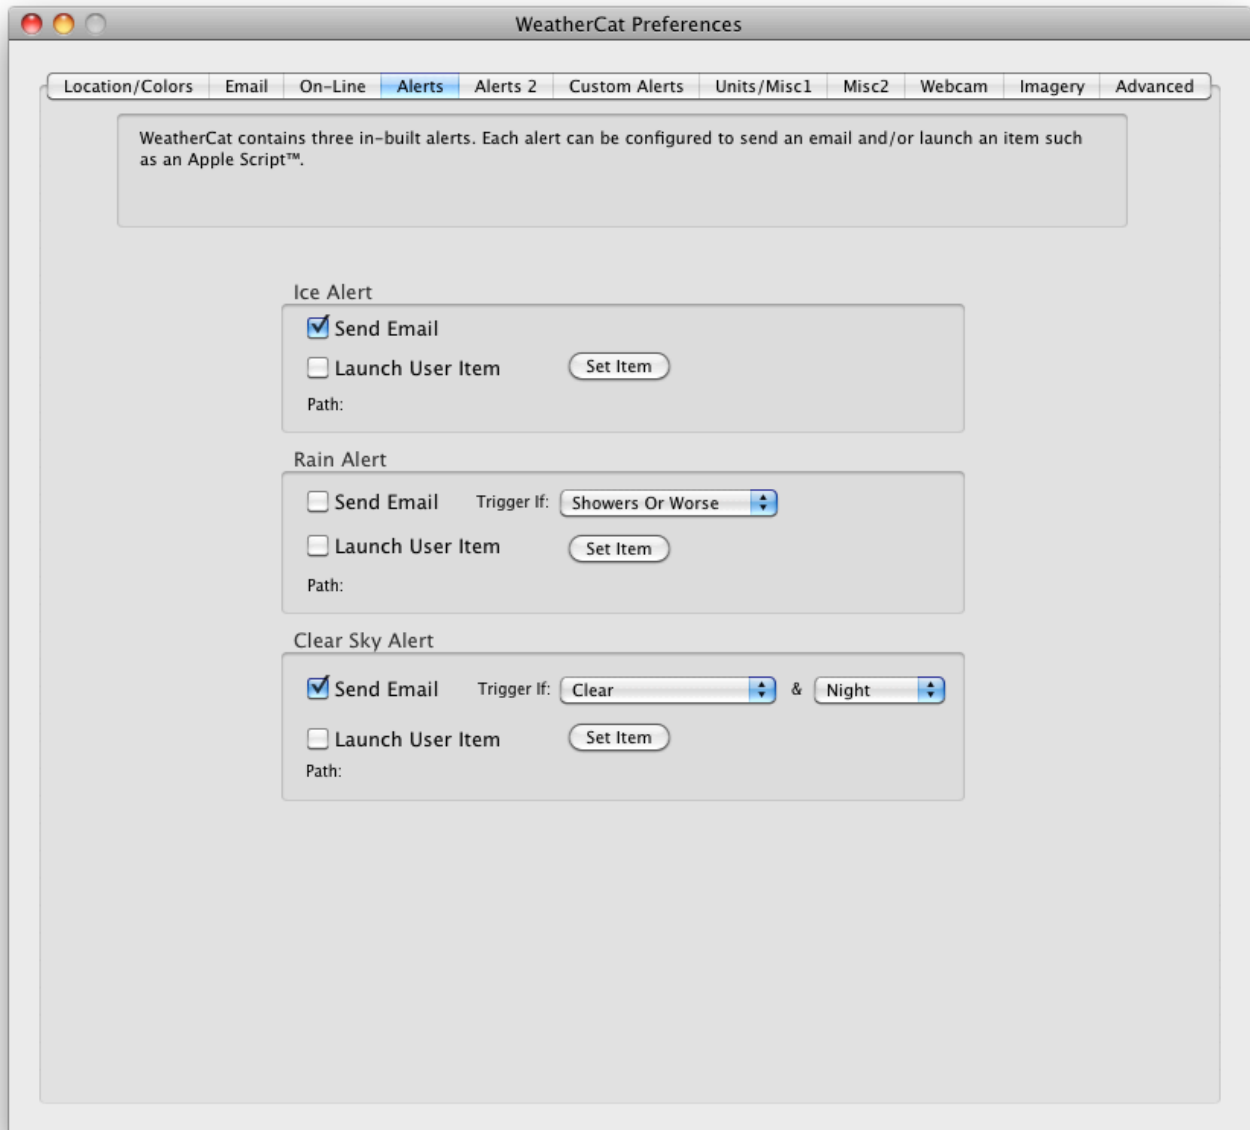 WeatherCat Preferences
Location/Colors Email On-Line Alerts Alerts 2 Custom Alerts Units/Misc1 Misc2 Webcam Imagery Advanced
WeatherCat contains three in-built alerts. Each alert can be configured to send an email and/or launch an item such
as an Apple Script™.
Ice Alert
Send Email
Launch User Item Set Item
Path:
Rain Alert
Send Email Trigger If: Showers Or Worse
Launch User Item Set Item
Path:
Clear Sky Alert
Send Email Trigger If: Clear & Night
Launch User Item Set Item
Path: